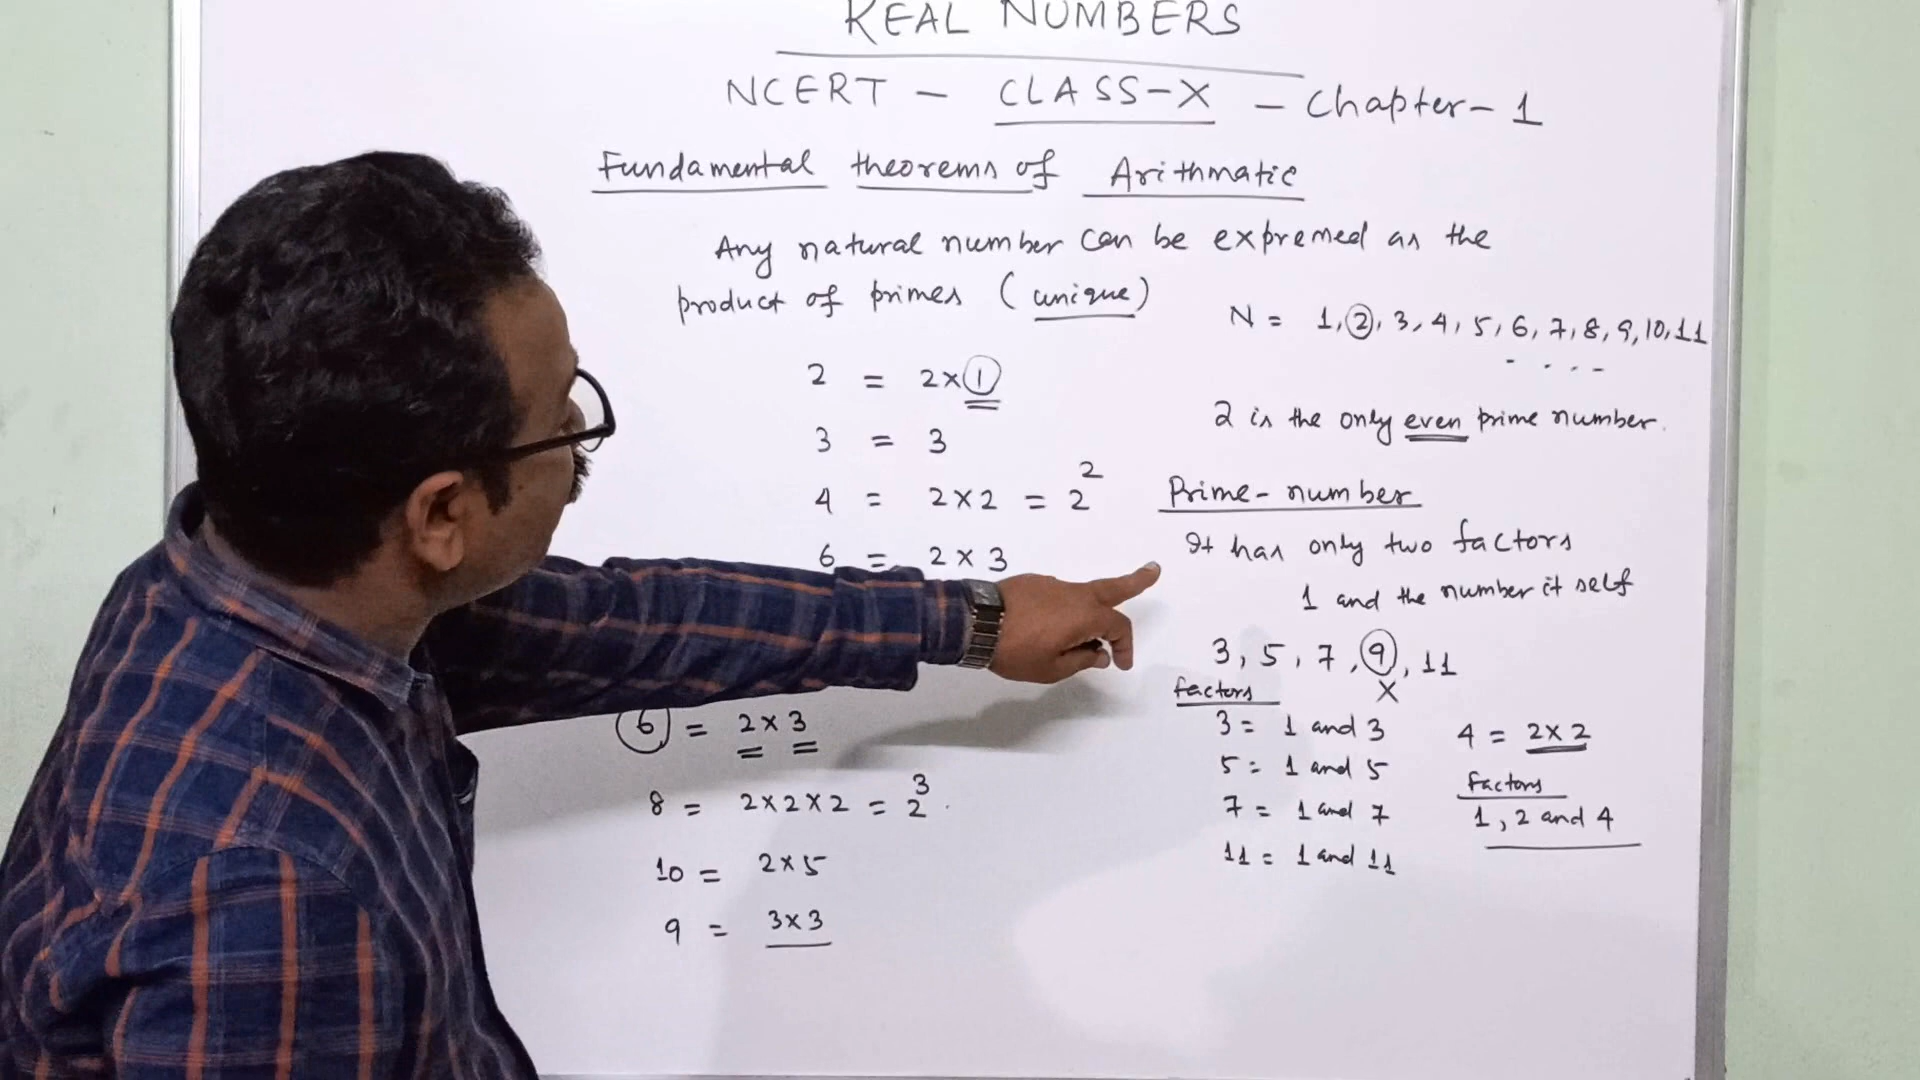 REAL NUMBERS
NCERT - CLASS-X - Chapter-1
Fundamental theorems of Arithmatic
Any natural number can be expressed as the
product of primes (unique)
N = 1, 2, 3, 4, 5, 6, 7, 8, 9, 10, 11
- . . . -
2 = 2×1
3 = 3
4 = 2×2 = 2²
6 = 2×3
6 = 2×3
8 = 2×2×2 = 2³.
10 = 2×5
9 = 3×3
2 is the only even prime number.
Prime-number
It has only two factors
1 and the number it self
3, 5, 7, 9, 11
X
factors
3 = 1 and 3
5 = 1 and 5
7 = 1 and 7
11 = 1 and 11
4 = 2×2
Factors
1, 2 and 4